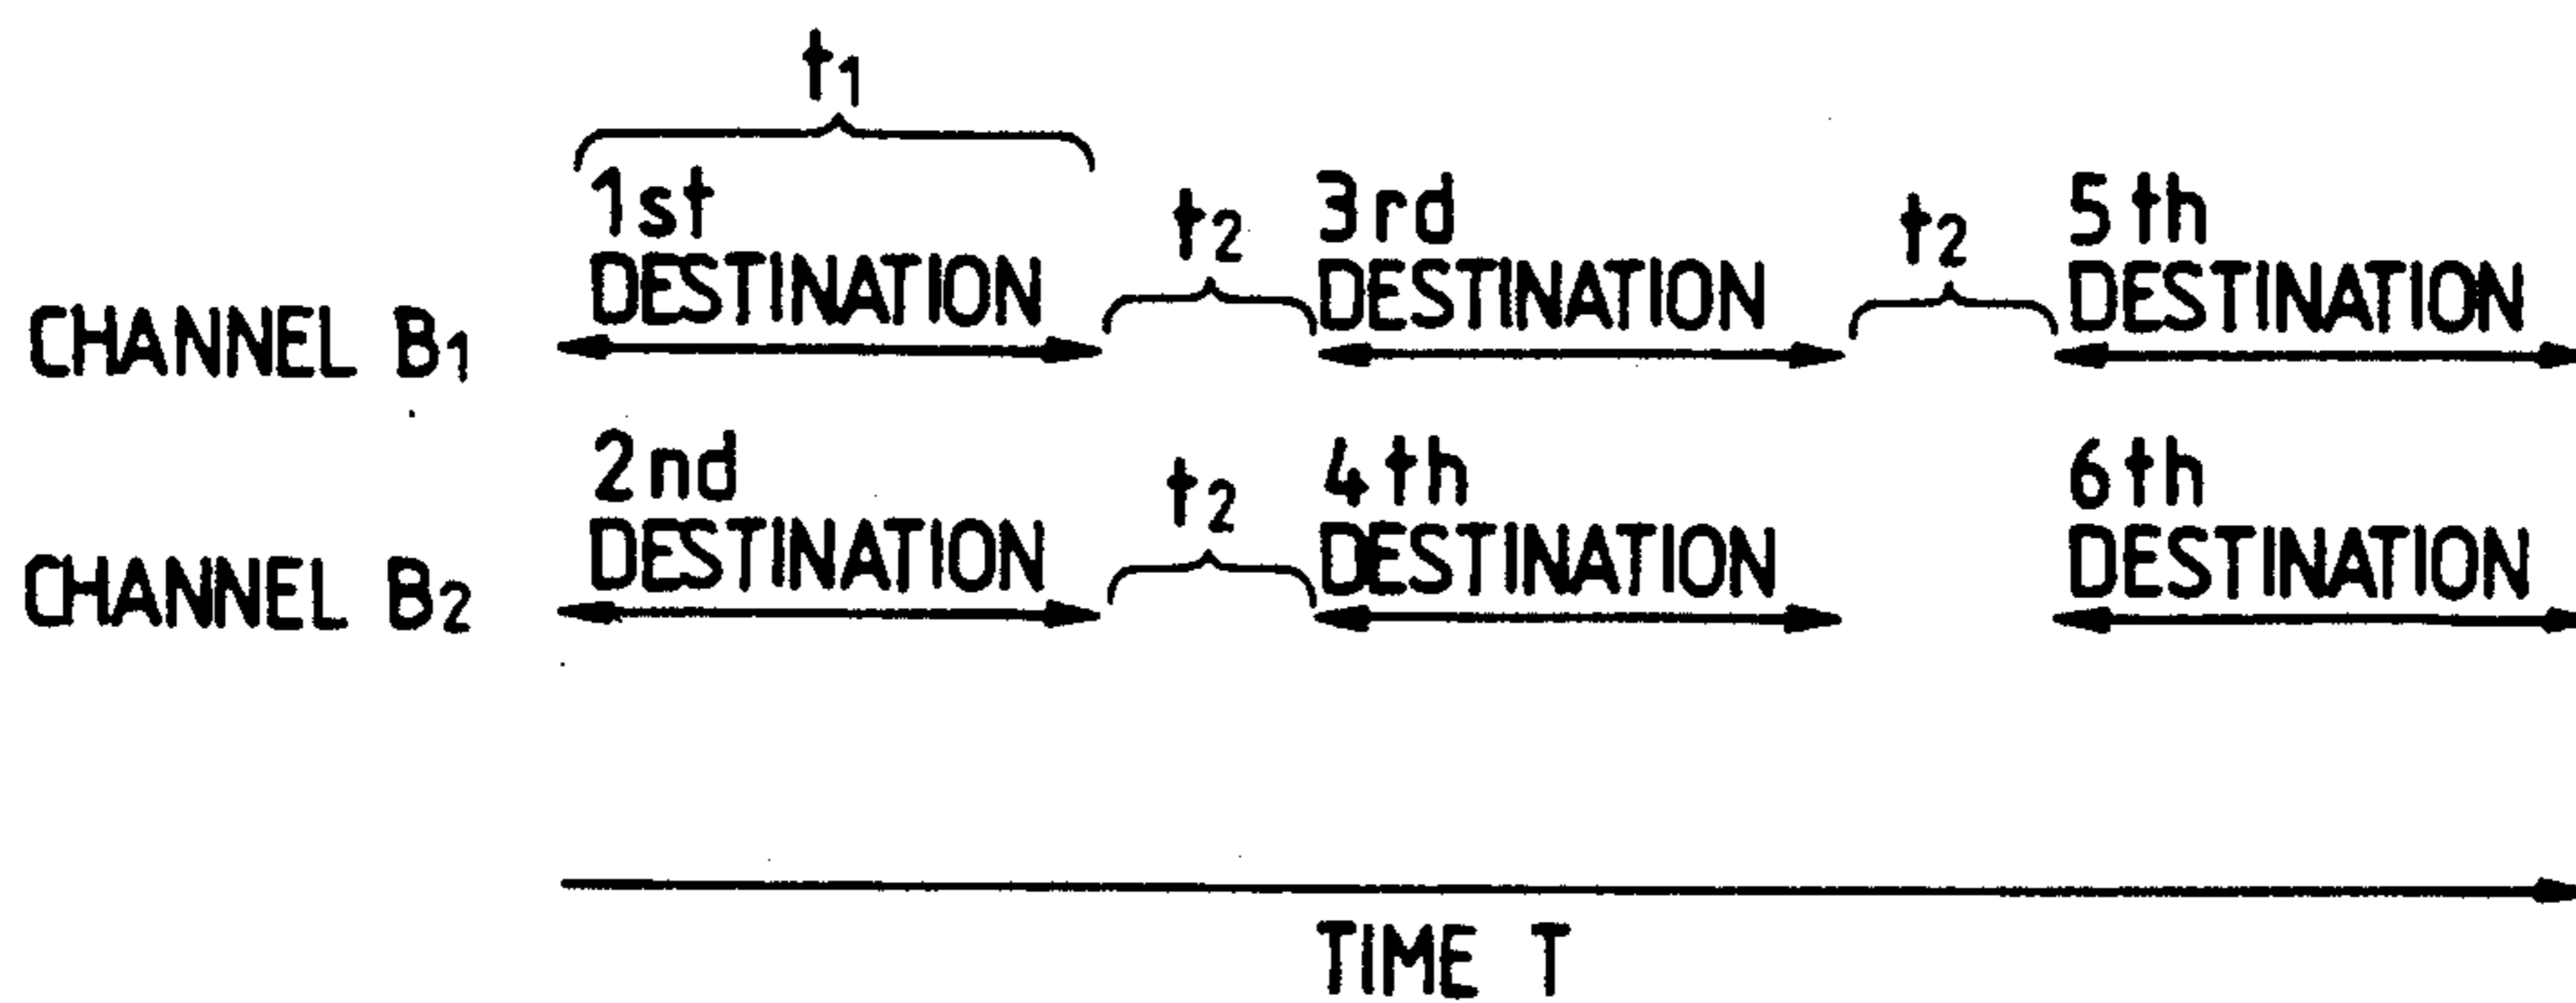 t1
1st
DESTINATION
t2
3rd
DESTINATION
t2
5th
DESTINATION
CHANNEL B1
2nd
DESTINATION
t2
4th
DESTINATION
6th
DESTINATION
CHANNEL B2
TIME T